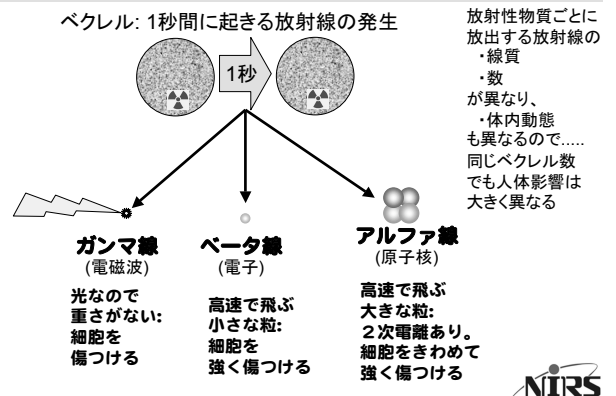 ベクレル: 1秒間に起きる放射線の発生
1秒
放射性物質ごとに
放出する放射線の
・線質
・数
が異なり、
・体内動態
も異なるので.....
同じベクレル数
でも人体影響は
大きく異なる
ガンマ線
(電磁波)
光なので
重さがない:
細胞を
傷つける
ベータ線
(電子)
高速で飛ぶ
小さな粒:
細胞を
強く傷つける
アルファ線
(原子核)
高速で飛ぶ
大きな粒:
２次電離あり。
細胞をきわめて
強く傷つける
NIRS